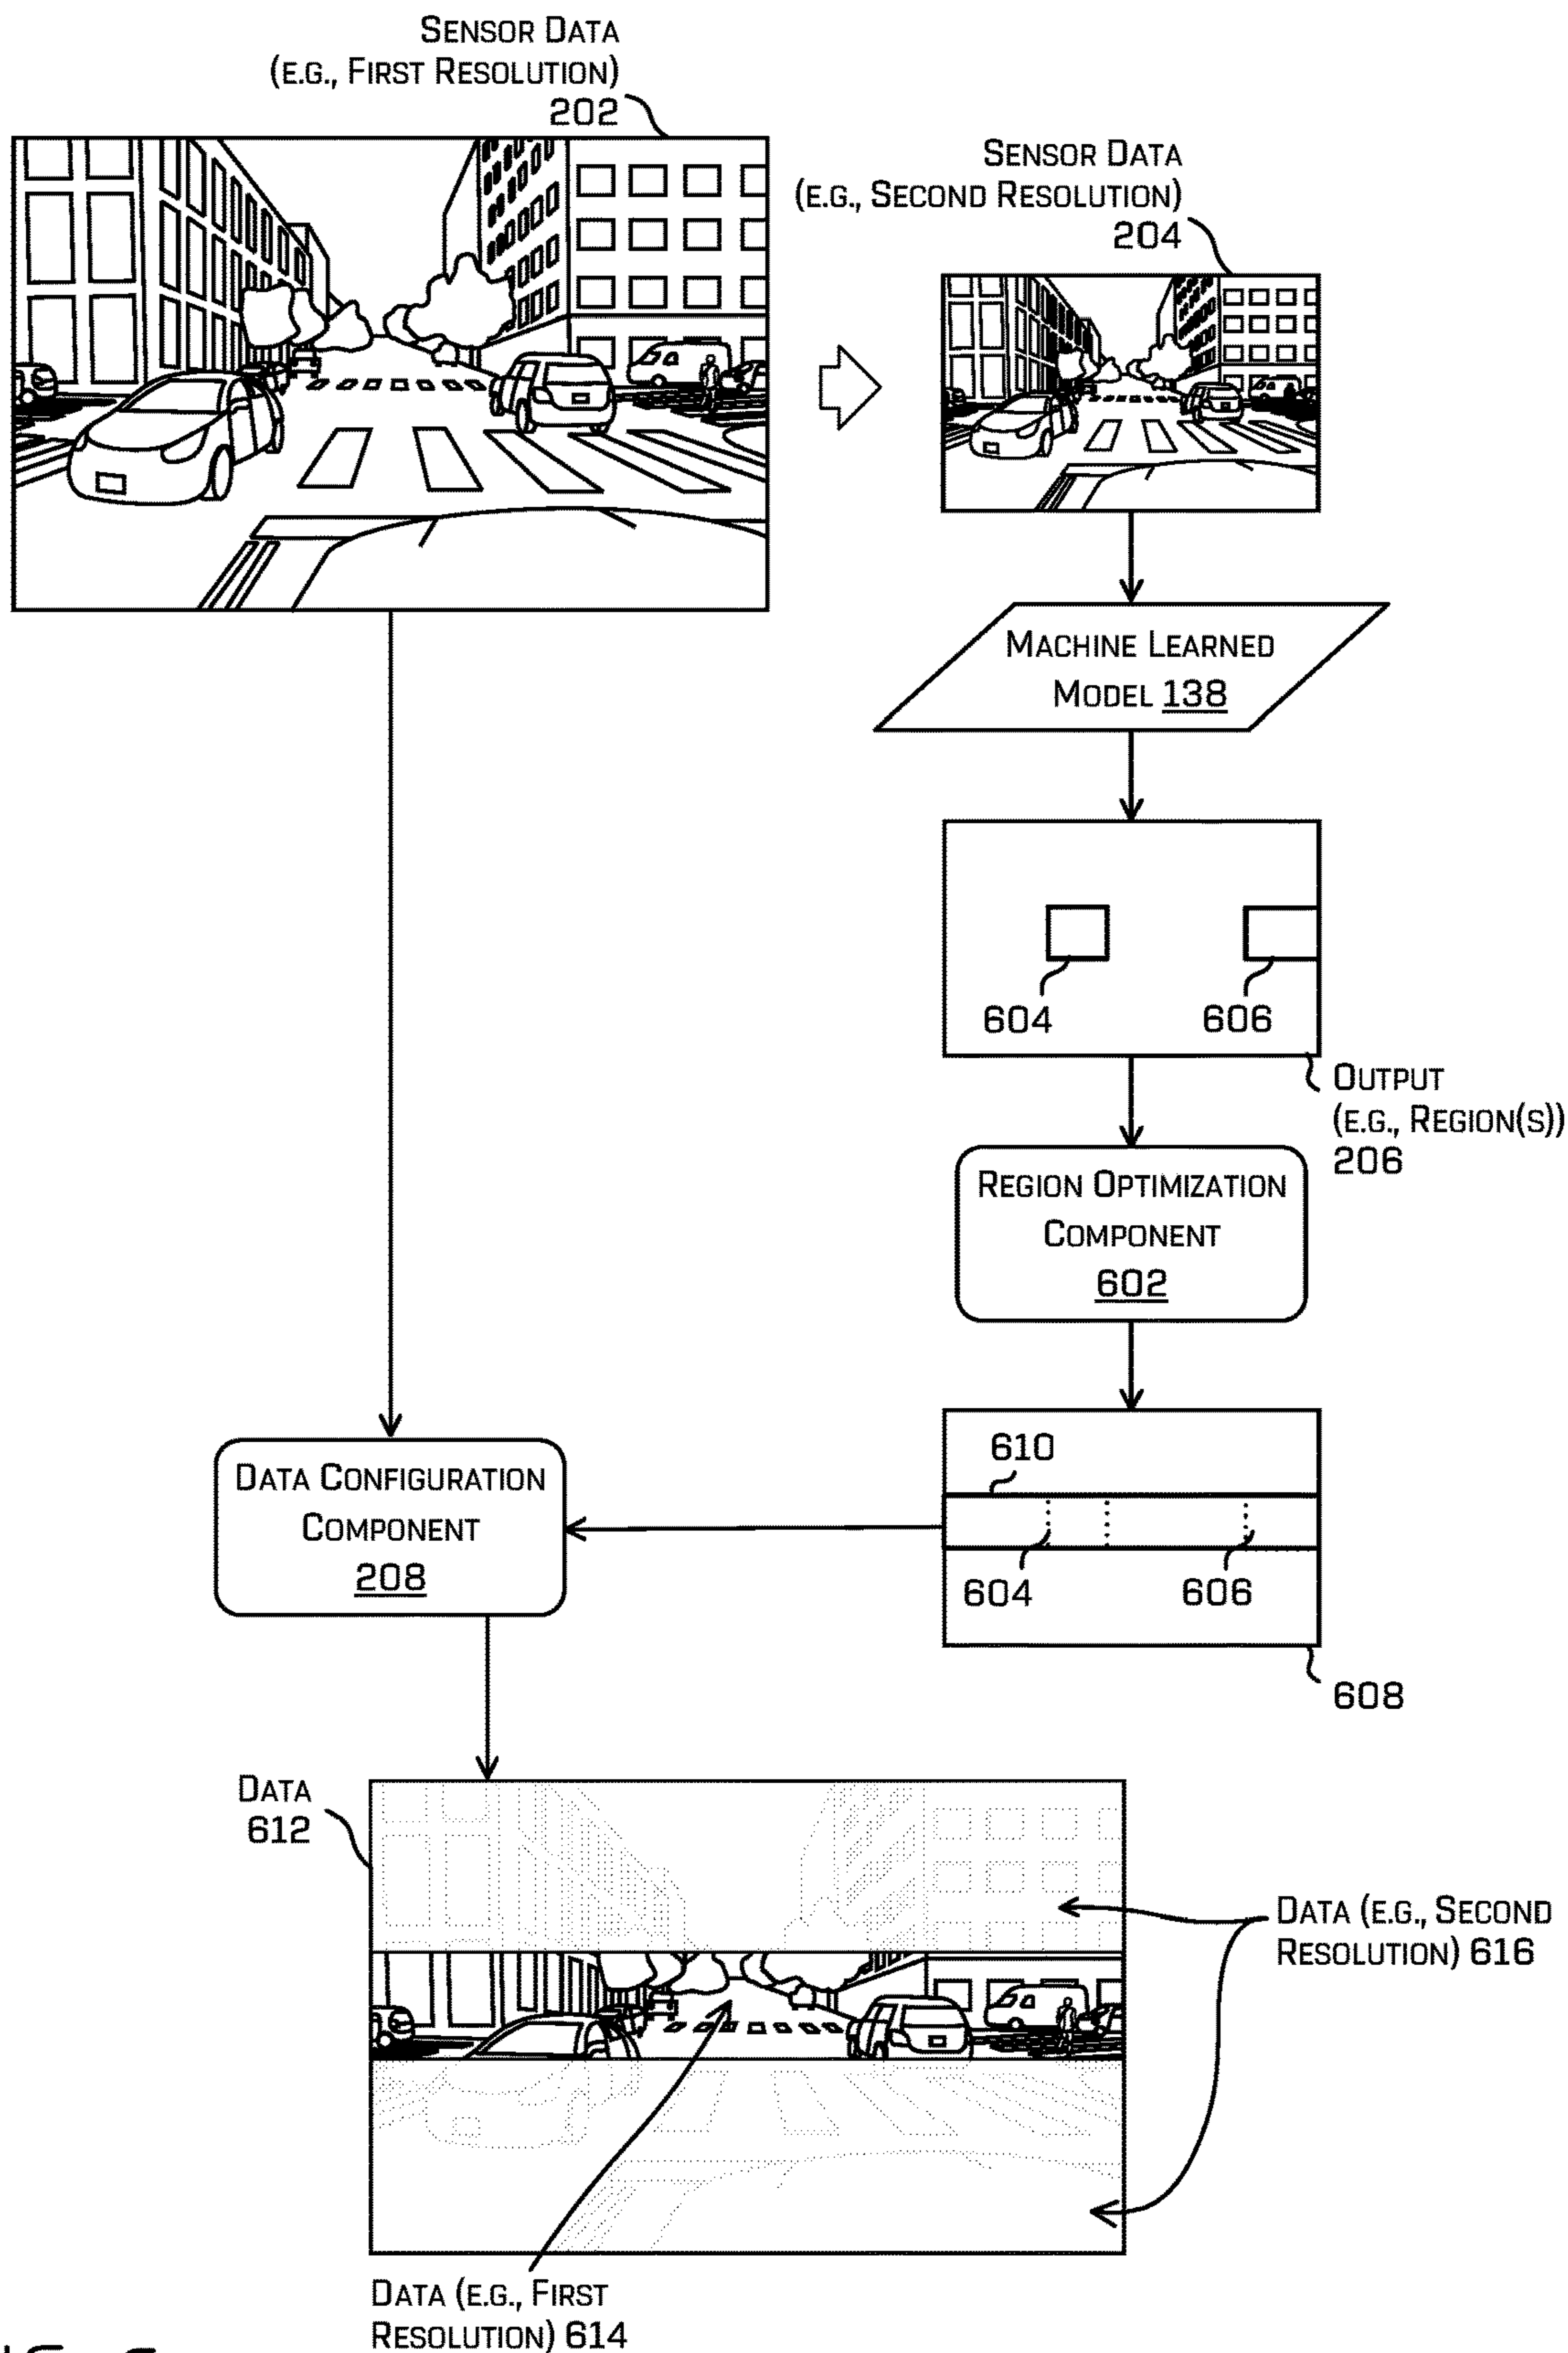 SENSOR DATA
(E.G., FIRST RESOLUTION)
202
SENSOR DATA
(E.G., SECOND RESOLUTION)
204
MACHINE LEARNED
MODEL 138
604
606
OUTPUT
(E.G., REGION(S))
206
REGION OPTIMIZATION
COMPONENT
602
610
604
606
608
DATA CONFIGURATION
COMPONENT
208
DATA
612
DATA (E.G., SECOND
RESOLUTION) 616
DATA (E.G., FIRST
RESOLUTION) 614